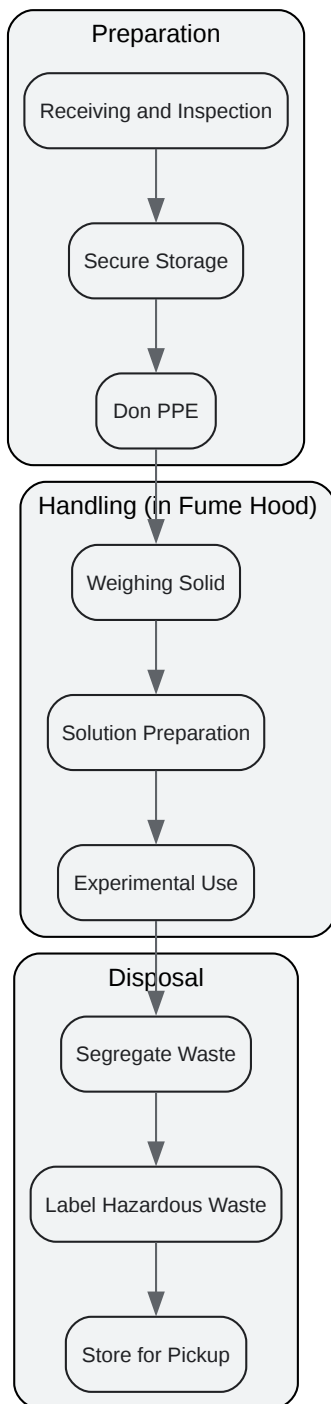 Preparation
Receiving and Inspection
Secure Storage
Don PPE
Handling (in Fume Hood)
Weighing Solid
Solution Preparation
Experimental Use
Disposal
Segregate Waste
Label Hazardous Waste
Store for Pickup